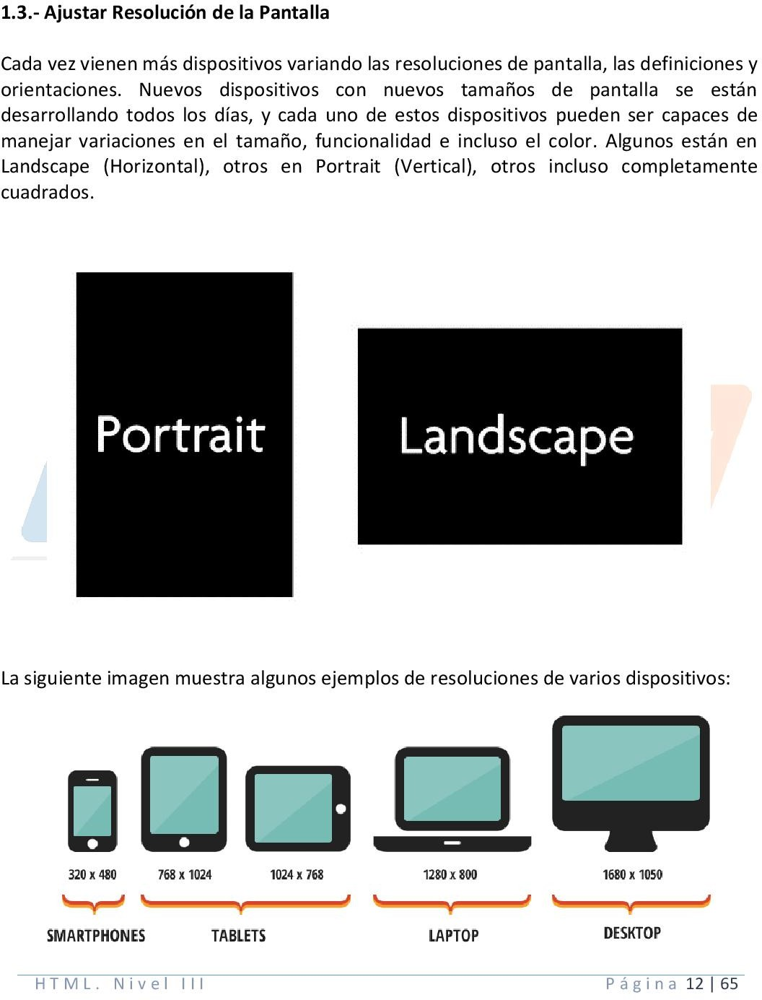 1.3.- Ajustar Resolución de la Pantalla
Cada vez vienen más dispositivos variando las resoluciones de pantalla, las definiciones y
orientaciones. Nuevos dispositivos con nuevos tamaños de pantalla se están
desarrollando todos los días, y cada uno de estos dispositivos pueden ser capaces de
manejar variaciones en el tamaño, funcionalidad e incluso el color. Algunos están en
Landscape (Horizontal), otros en Portrait (Vertical), otros incluso completamente
cuadrados.
Portrait
Landscape
La siguiente imagen muestra algunos ejemplos de resoluciones de varios dispositivos:
320 x 480 768 x 1024 1024 x 768 1280 x 800 1680 x 1050
SMARTPHONES TABLETS LAPTOP DESKTOP
HTML. Nivel III Página 12 | 65